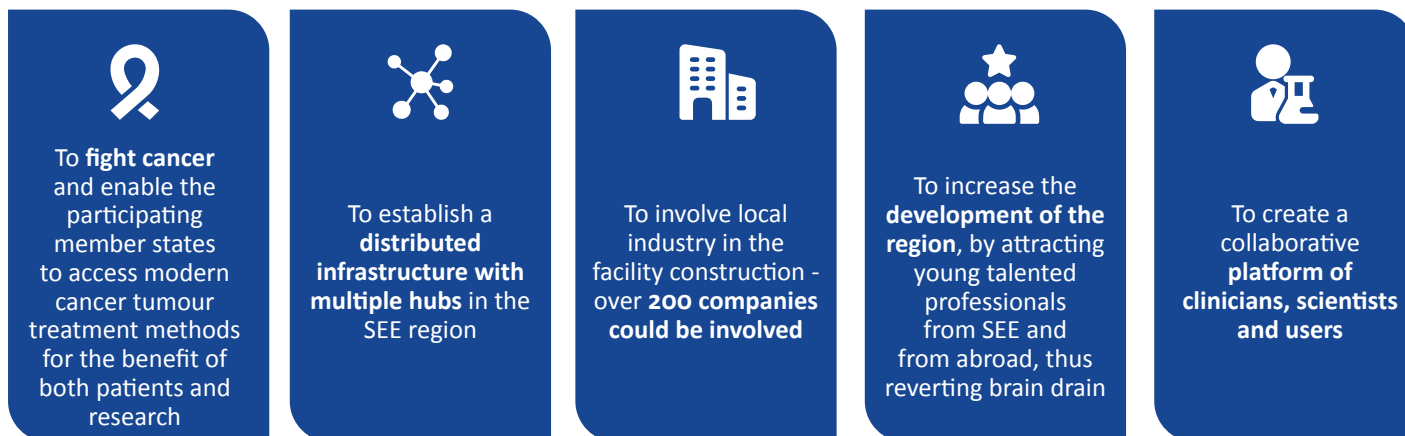 To fight cancer
and enable the
participating
member states
to access modern
cancer tumour
treatment methods
for the benefit of
both patients and
research
To establish a
distributed
infrastructure with
multiple hubs in the
SEE region
To involve local
industry in the
facility construction -
over 200 companies
could be involved
To increase the
development of the
region, by attracting
young talented
professionals
from SEE and
from abroad, thus
reverting brain drain
To create a
collaborative
platform of
clinicians, scientists
and users